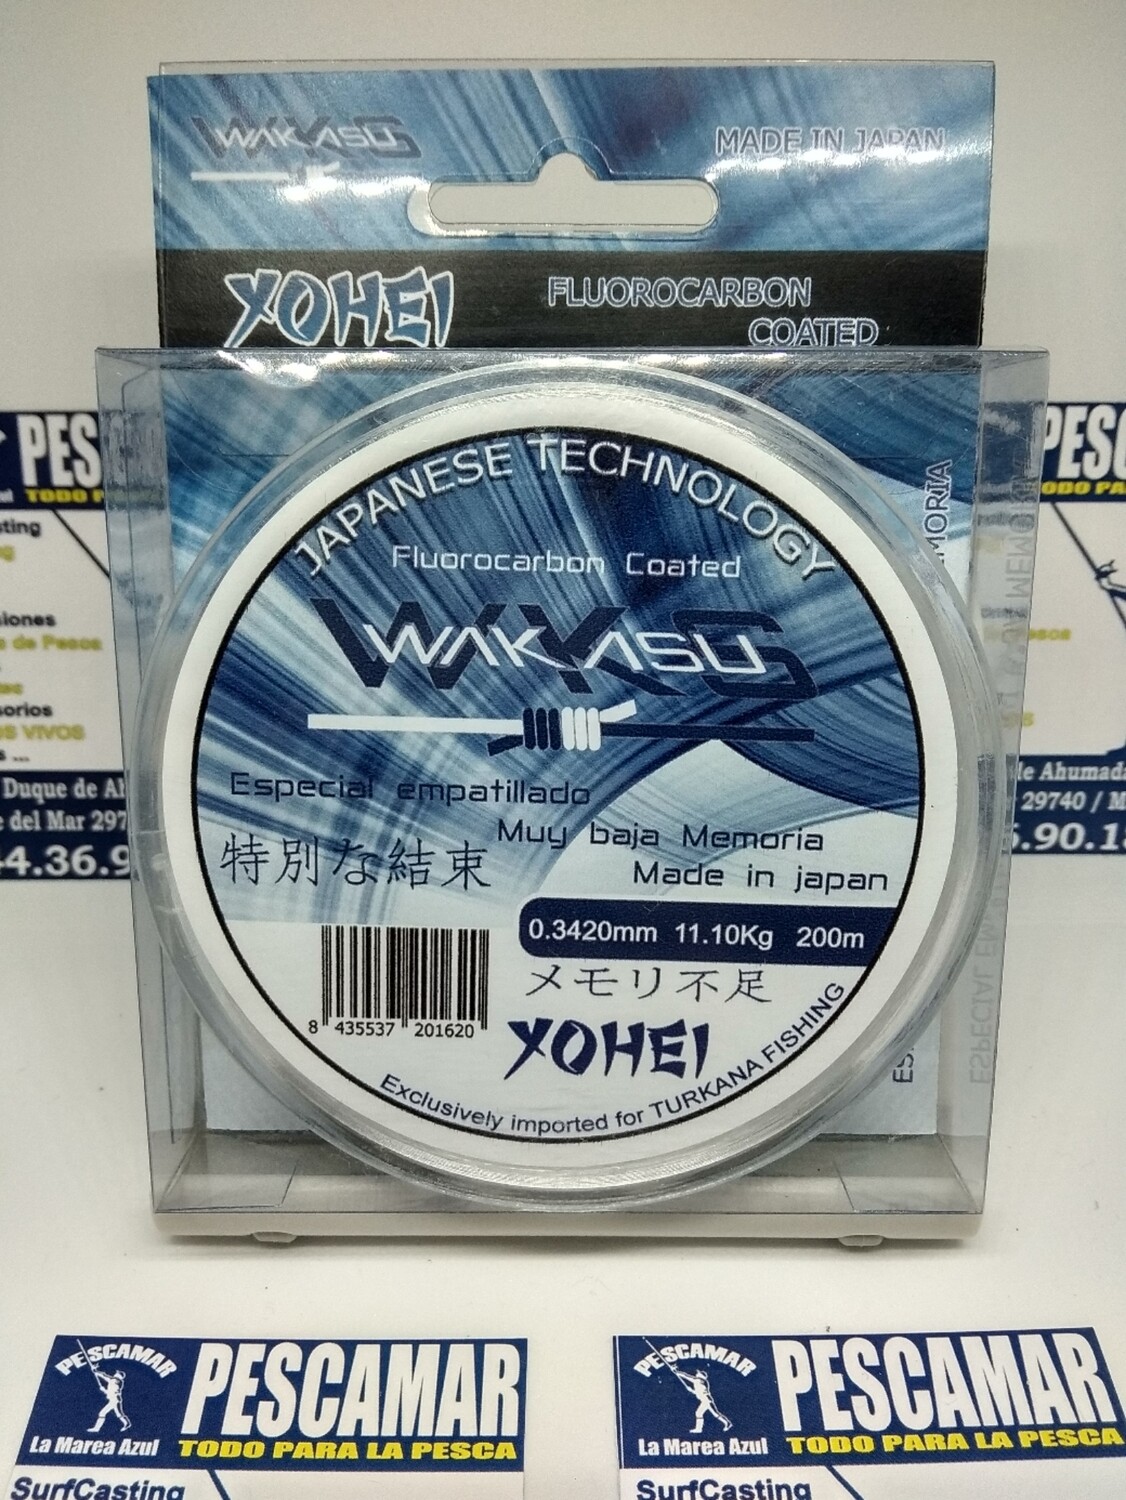 WAKASU
MADE IN JAPAN
YOHEI
FLUOROCARBON
COATED
JAPANESE TECHNOLOGY
Fluorocarbon Coated
WKS
WAKASU
Especial empatillado
Muy baja Memoria
特別な結束
Made in japan
0.3420mm 11.10Kg 200m
メモリ不足
YOHEI
8 435537 201620
Exclusively imported for TURKANA FISHING
PESCAMAR
La Marea Azul
PESCAMAR
TODO PARA LA PESCA
SurfCasting
PESCAMAR
La Marea Azul
PESCAMAR
TODO PARA LA PESCA
SurfCasting